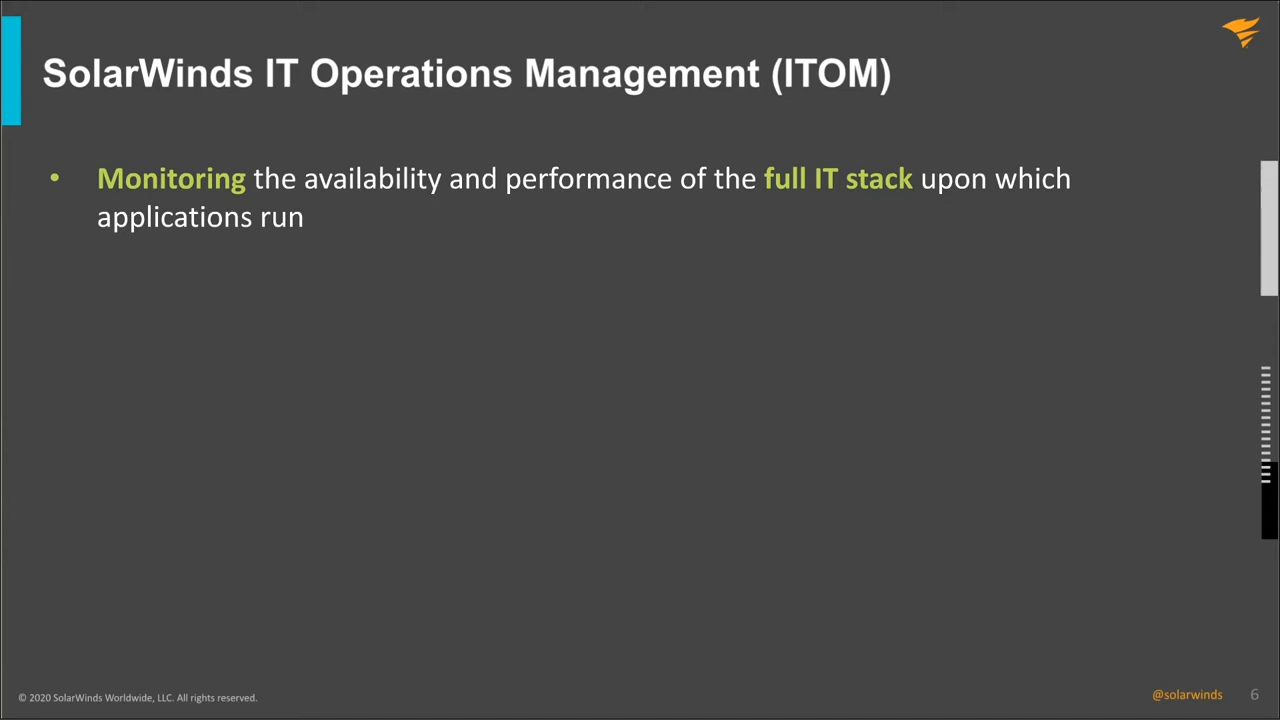 SolarWinds IT Operations Management (ITOM)
• Monitoring the availability and performance of the full IT stack upon which
applications run
© 2020 SolarWinds Worldwide, LLC. All rights reserved.
@solarwinds 6